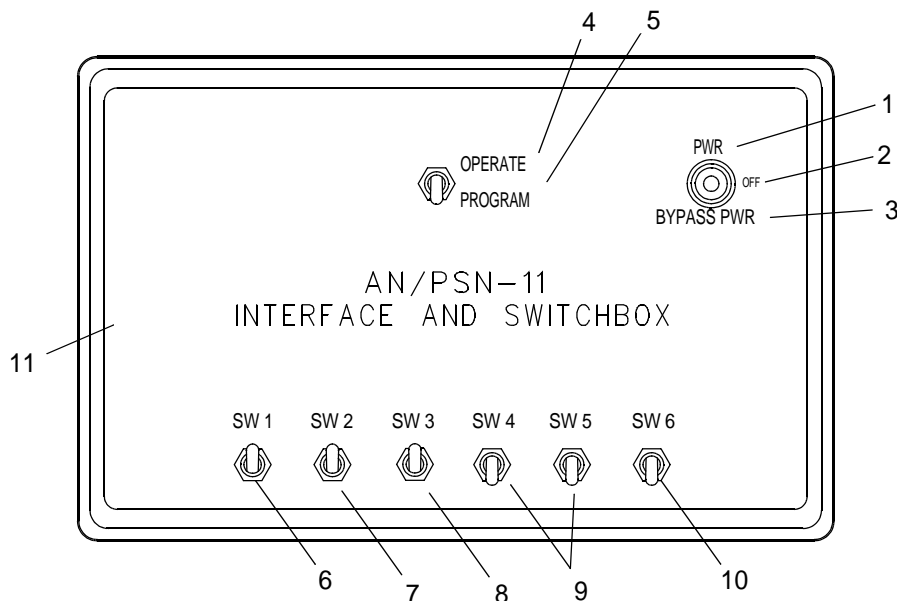 4 5
1
PWR
2
OPERATE
OFF
PROGRAM
3
BYPASS PWR
AN/PSN-11
INTERFACE AND SWITCHBOX
11
SW 1 SW 2 SW 3 SW 4 SW 5 SW 6
6 7 8 9 10